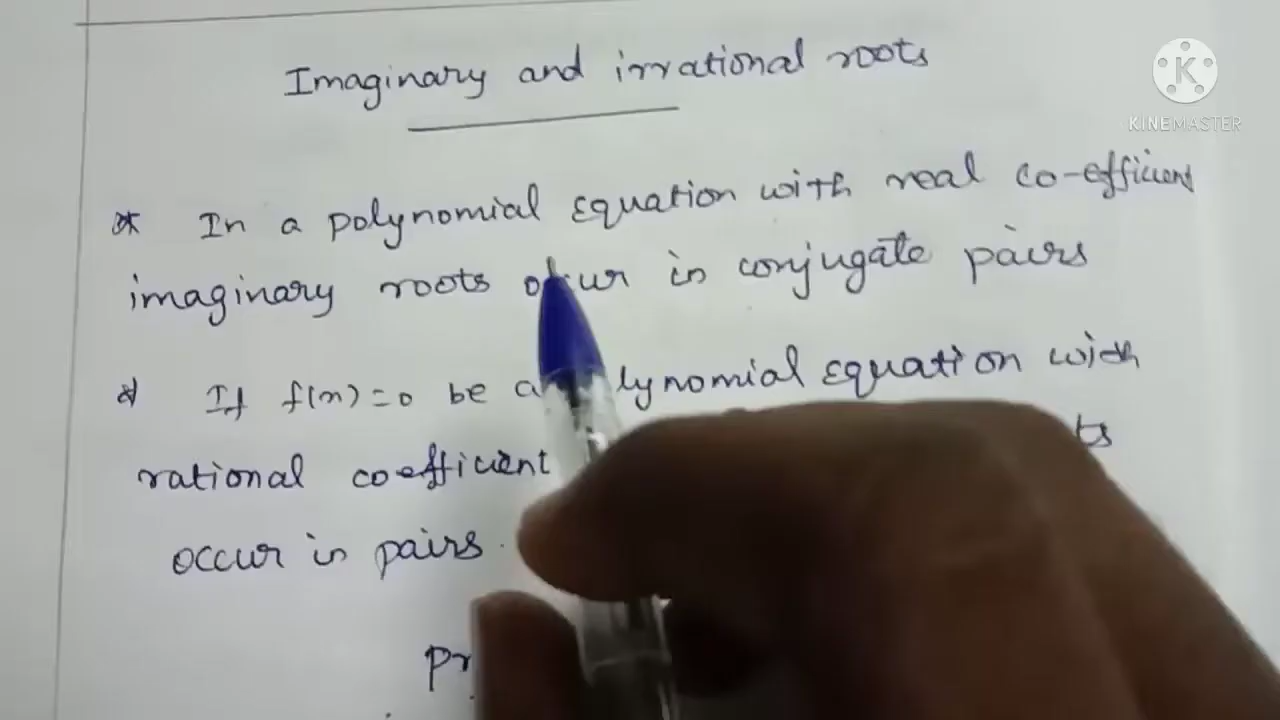 Imaginary and irrational roots
KINEMASTER
* In a polynomial equation with real co-efficient
imaginary roots occur in conjugate pairs
* If f(x)=0 be a polynomial equation with
rational coefficient
occur in pairs.